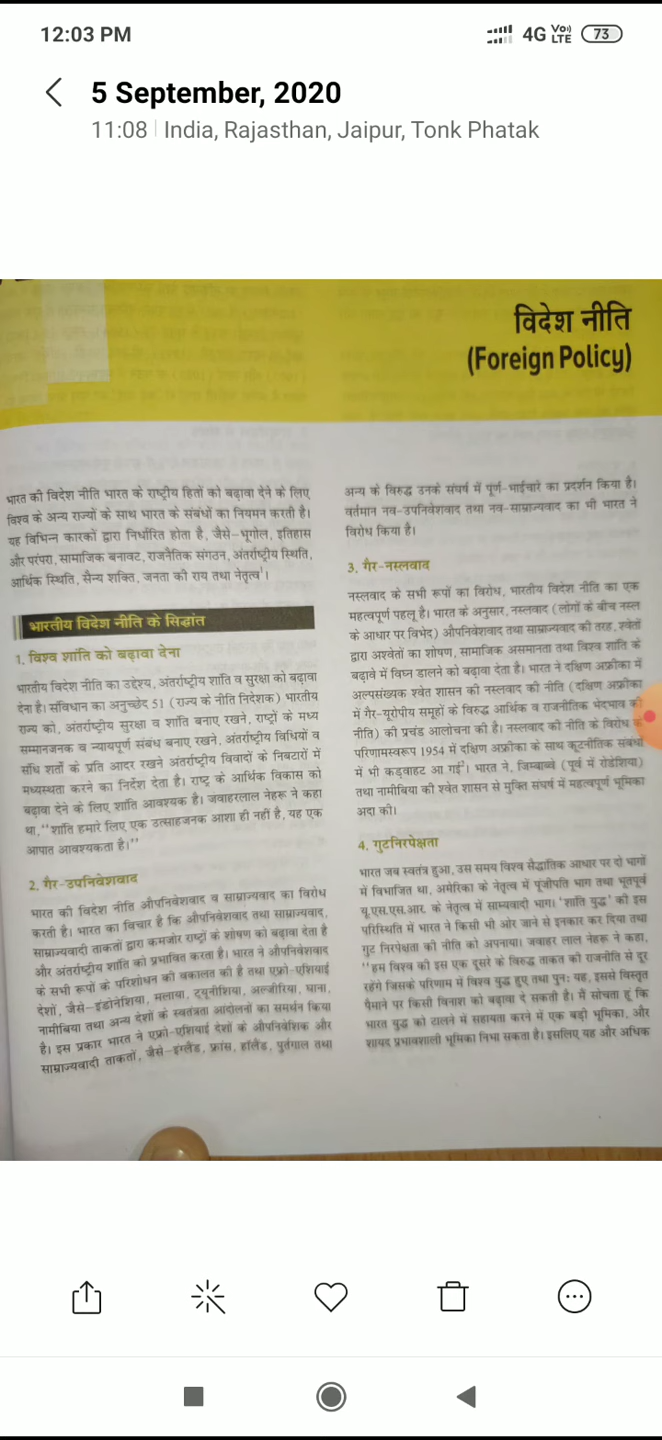 12:03 PM
4G Vo)) LTE 73
5 September, 2020
11:08 India, Rajasthan, Jaipur, Tonk Phatak
विदेश नीति
(Foreign Policy)
भारत की विदेश नीति भारत के राष्ट्रीय हितों को बढ़ावा देने के लिए
विश्व के अन्य राज्यों के साथ भारत के संबंधों का नियमन करती है।
यह विभिन्न कारकों द्वारा निर्धारित होता है, जैसे-भूगोल, इतिहास
और परंपरा, सामाजिक बनावट, राजनैतिक संगठन, अंतर्राष्ट्रीय स्थिति,
आर्थिक स्थिति, सैन्य शक्ति, जनता की राय तथा नेतृत्व¹।
भारतीय विदेश नीति के सिद्धांत
1. विश्व शांति को बढ़ावा देना
भारतीय विदेश नीति का उद्देश्य, अंतर्राष्ट्रीय शांति व सुरक्षा को बढ़ावा
देना है। संविधान का अनुच्छेद 51 (राज्य के नीति निदेशक) भारतीय
राज्य को, अंतर्राष्ट्रीय सुरक्षा व शांति बनाए रखने, राष्ट्रों के मध्य
सम्मानजनक व न्यायपूर्ण संबंध बनाए रखने, अंतर्राष्ट्रीय विधियों व
संधि शर्तों के प्रति आदर रखने अंतर्राष्ट्रीय विवादों के निबटारों में
मध्यस्थता करने का निर्देश देता है। राष्ट्र के आर्थिक विकास को
बढ़ावा देने के लिए शांति आवश्यक है। जवाहरलाल नेहरू ने कहा
था, "शांति हमारे लिए एक उत्साहजनक आशा ही नहीं है, यह एक
आपात आवश्यकता है।"
2. गैर-उपनिवेशवाद
भारत की विदेश नीति औपनिवेशवाद व साम्राज्यवाद का विरोध
करती है। भारत का विचार है कि औपनिवेशवाद तथा साम्राज्यवाद,
साम्राज्यवादी ताकतों द्वारा कमजोर राष्ट्रों के शोषण को बढ़ावा देता है
और अंतर्राष्ट्रीय शांति को प्रभावित करता है। भारत ने औपनिवेशवाद
के सभी रूपों के परिशोधन की वकालत की है तथा एफ्रो-एशियाई
देशों, जैसे-इंडोनेशिया, मलाया, ट्यूनीशिया, अल्जीरिया, घाना,
नामीबिया तथा अन्य देशों के स्वतंत्रता आंदोलनों का समर्थन किया
है। इस प्रकार भारत ने एफ्रो-एशियाई देशों के औपनिवेशिक और
साम्राज्यवादी ताकतों, जैसे-इंग्लैंड, फ्रांस, हॉलैंड, पुर्तगाल तथा
अन्य के विरुद्ध उनके संघर्ष में पूर्ण-भाईचारे का प्रदर्शन किया है।
वर्तमान नव-उपनिवेशवाद तथा नव-साम्राज्यवाद का भी भारत ने
विरोध किया है।
3. गैर-नस्लवाद
नस्लवाद के सभी रूपों का विरोध, भारतीय विदेश नीति का एक
महत्वपूर्ण पहलू है। भारत के अनुसार, नस्लवाद (लोगों के बीच नस्ल
के आधार पर विभेद) औपनिवेशवाद तथा साम्राज्यवाद की तरह, श्वेतों
द्वारा अश्वेतों का शोषण, सामाजिक असमानता तथा विश्व शांति के
बढ़ावे में विघ्न डालने को बढ़ावा देता है। भारत ने दक्षिण अफ्रीका में
अल्पसंख्यक श्वेत शासन की नस्लवाद की नीति (दक्षिण अफ्रीका
में गैर-यूरोपीय समूहों के विरुद्ध आर्थिक व राजनीतिक भेदभाव की
नीति) की प्रचंड आलोचना की है। नस्लवाद की नीति के विरोध के
परिणामस्वरूप 1954 में दक्षिण अफ्रीका के साथ कूटनीतिक संबंधों
में भी कड़वाहट आ गई²। भारत ने, जिम्बाब्वे (पूर्व में रोडेशिया)
तथा नामीबिया की श्वेत शासन से मुक्ति संघर्ष में महत्वपूर्ण भूमिका
अदा की।
4. गुटनिरपेक्षता
भारत जब स्वतंत्र हुआ, उस समय विश्व सैद्धांतिक आधार पर दो भागों
में विभाजित था, अमेरिका के नेतृत्व में पूंजीपति भाग तथा भूतपूर्व
यू.एस.एस.आर. के नेतृत्व में साम्यवादी भाग। 'शांति युद्ध' की इस
परिस्थिति में भारत ने किसी भी ओर जाने से इनकार कर दिया तथा
गुट निरपेक्षता की नीति को अपनाया। जवाहर लाल नेहरू ने कहा,
"हम विश्व की इस एक दूसरे के विरुद्ध ताकत की राजनीति से दूर
रहेंगे जिसके परिणाम में विश्व युद्ध हुए तथा पुनः यह, इससे विस्तृत
पैमाने पर किसी विनाश को बढ़ावा दे सकती है। मैं सोचता हूं कि
भारत युद्ध को टालने में सहायता करने में एक बड़ी भूमिका, और
शायद प्रभावशाली भूमिका निभा सकता है। इसलिए यह और अधिक